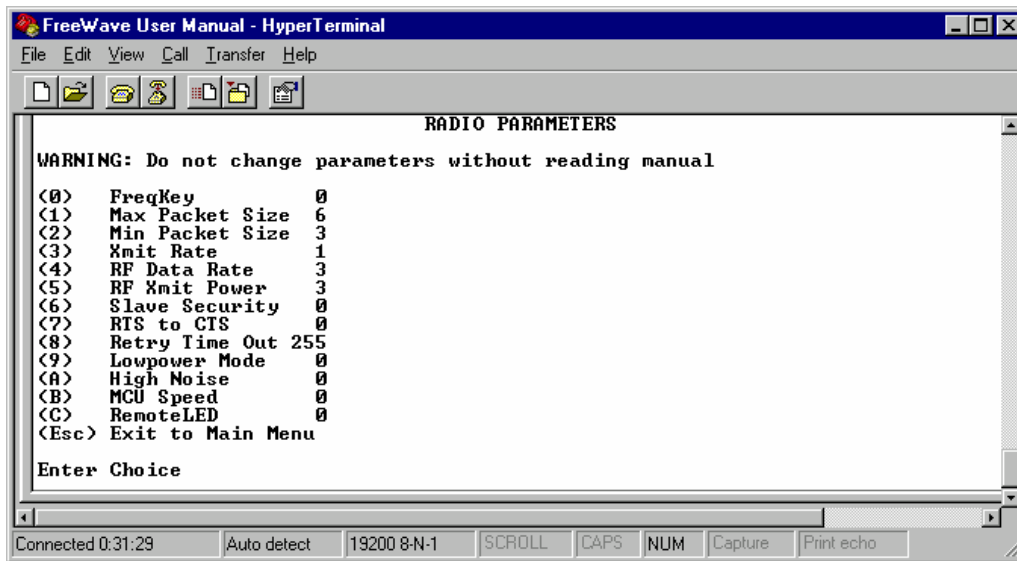 FreeWave User Manual - HyperTerminal
File Edit View Call Transfer Help
RADIO PARAMETERS
WARNING: Do not change parameters without reading manual
(0) FreqKey 0
(1) Max Packet Size 6
(2) Min Packet Size 3
(3) Xmit Rate 1
(4) RF Data Rate 3
(5) RF Xmit Power 3
(6) Slave Security 0
(7) RTS to CTS 0
(8) Retry Time Out 255
(9) Lowpower Mode 0
(A) High Noise 0
(B) MCU Speed 0
(C) RemoteLED 0
(Esc) Exit to Main Menu
Enter Choice
Connected 0:31:29 Auto detect 19200 8-N-1 SCROLL CAPS NUM Capture Print echo